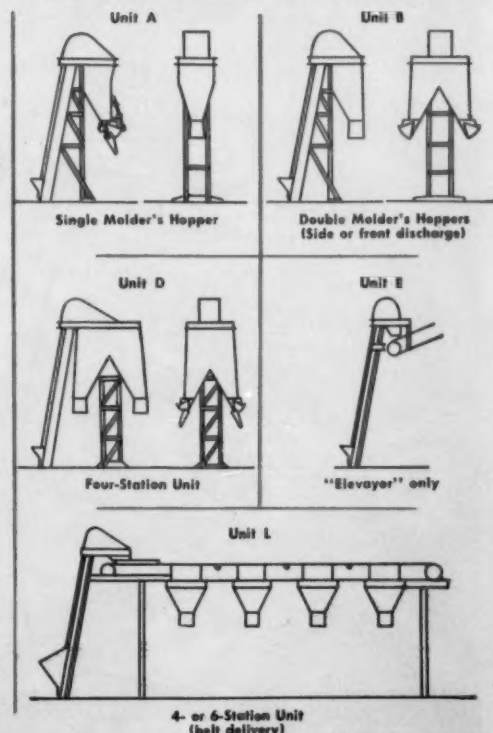 Unit A
Single Molder's Hopper
Unit B
Double Molder's Hoppers
(Side or front discharge)
Unit D
Four-Station Unit
Unit E
"Elevayor" only
Unit L
4- or 6-Station Unit
(belt delivery)